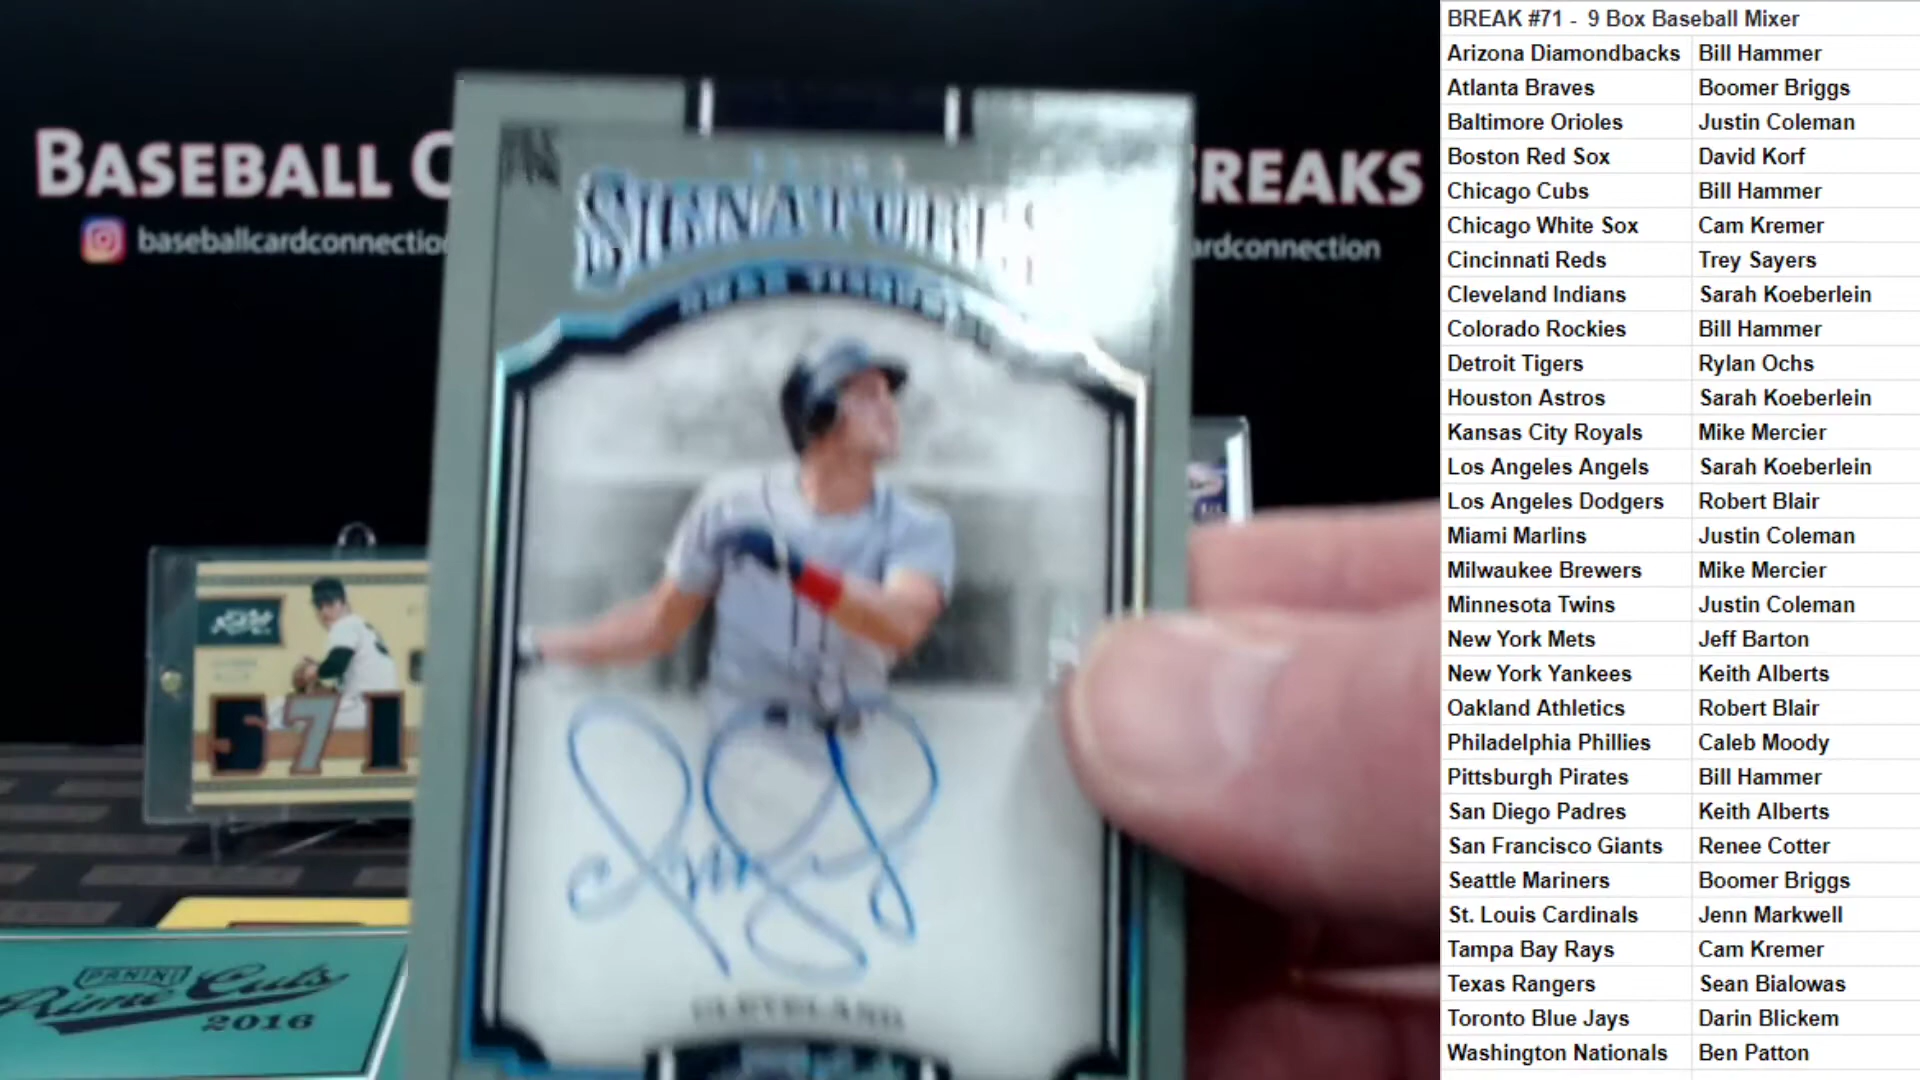 BREAK #71 - 9 Box Baseball Mixer
Arizona Diamondbacks Bill Hammer
Atlanta Braves Boomer Briggs
Baltimore Orioles Justin Coleman
Boston Red Sox David Korf
Chicago Cubs Bill Hammer
Chicago White Sox Cam Kremer
Cincinnati Reds Trey Sayers
Cleveland Indians Sarah Koeberlein
Colorado Rockies Bill Hammer
Detroit Tigers Rylan Ochs
Houston Astros Sarah Koeberlein
Kansas City Royals Mike Mercier
Los Angeles Angels Sarah Koeberlein
Los Angeles Dodgers Robert Blair
Miami Marlins Justin Coleman
Milwaukee Brewers Mike Mercier
Minnesota Twins Justin Coleman
New York Mets Jeff Barton
New York Yankees Keith Alberts
Oakland Athletics Robert Blair
Philadelphia Phillies Caleb Moody
Pittsburgh Pirates Bill Hammer
San Diego Padres Keith Alberts
San Francisco Giants Renee Cotter
Seattle Mariners Boomer Briggs
St. Louis Cardinals Jenn Markwell
Tampa Bay Rays Cam Kremer
Texas Rangers Sean Bialowas
Toronto Blue Jays Darin Blickem
Washington Nationals Ben Patton
BASEBALL C
REAKS
baseballcardconnectio
ardconnection
SIGNATURES
CLEVELAND
571
PANINI
Prime Cuts
2016